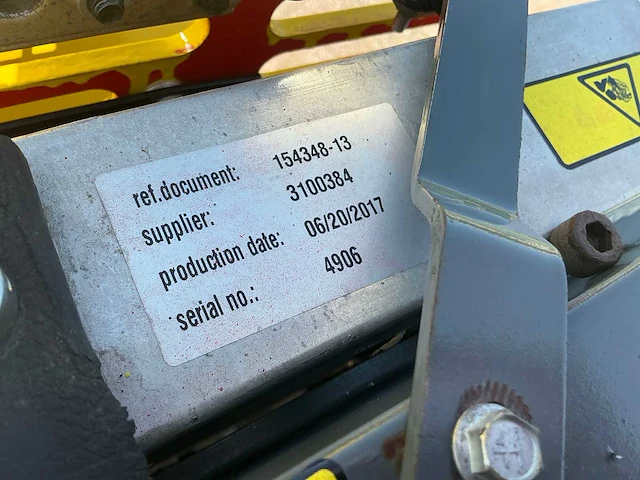 ref.document: 154348-13
supplier: 3100384
production date: 06/20/2017
serial no.: 4906